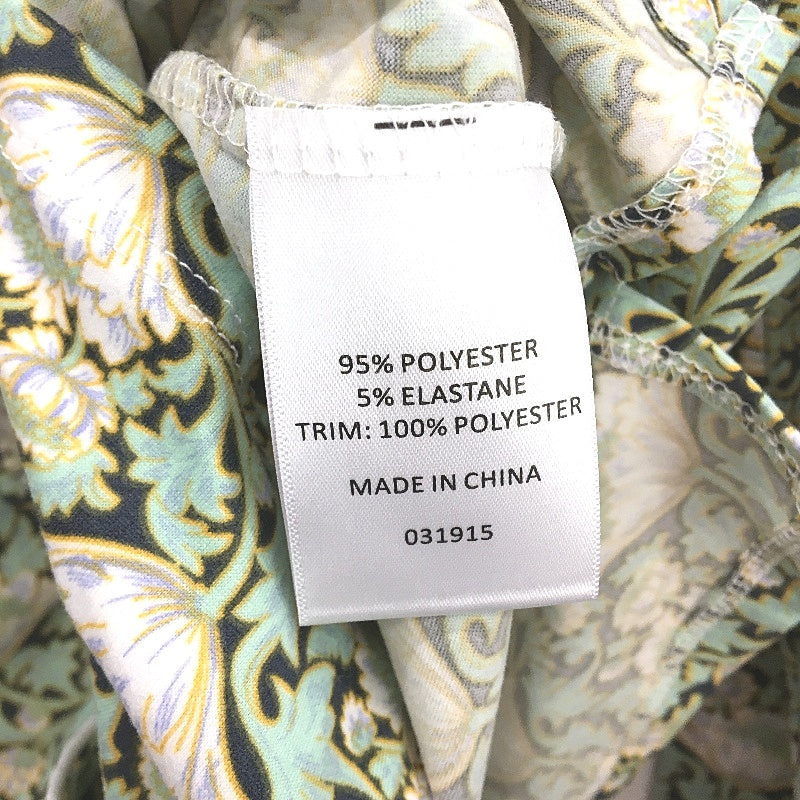 95% POLYESTER
5% ELASTANE
TRIM: 100% POLYESTER
MADE IN CHINA
031915